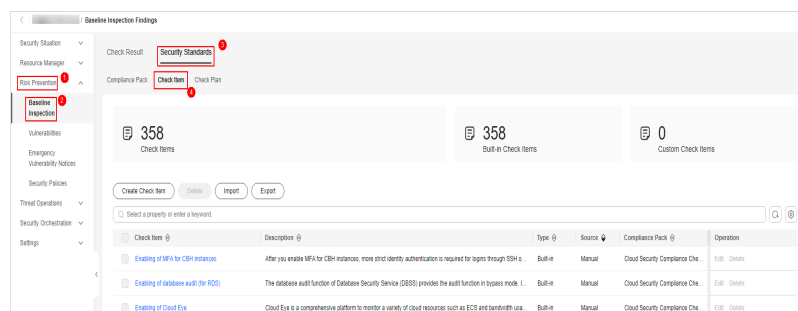 Baseline Inspection Findings
Security Situation
Resource Manager
Risk Prevention
1
Baseline
Inspection
2
Vulnerabilities
Emergency
Vulnerability Notices
Security Policies
Threat Operations
Security Orchestration
Settings
Check Result
Security Standards
3
Compliance Pack
Check Item
Check Plan
4
358
Check Items
358
Built-in Check Items
0
Custom Check Items
Create Check Item
Delete
Import
Export
Select a property or enter a keyword.
Check Item Description Type Source Compliance Pack Operation
Enabling of MFA for CBH instances After you enable MFA for CBH instances, more strict identity authentication is required for logins through SSH o... Built-in Manual Cloud Security Compliance Che... Edit Delete
Enabling of database audit (for RDS) The database audit function of Database Security Service (DBSS) provides the audit function in bypass mode. I... Built-in Manual Cloud Security Compliance Che... Edit Delete
Enabling of Cloud Eye Cloud Eye is a comprehensive platform to monitor a variety of cloud resources such as ECS and bandwidth usa... Built-in Manual Cloud Security Compliance Che... Edit Delete